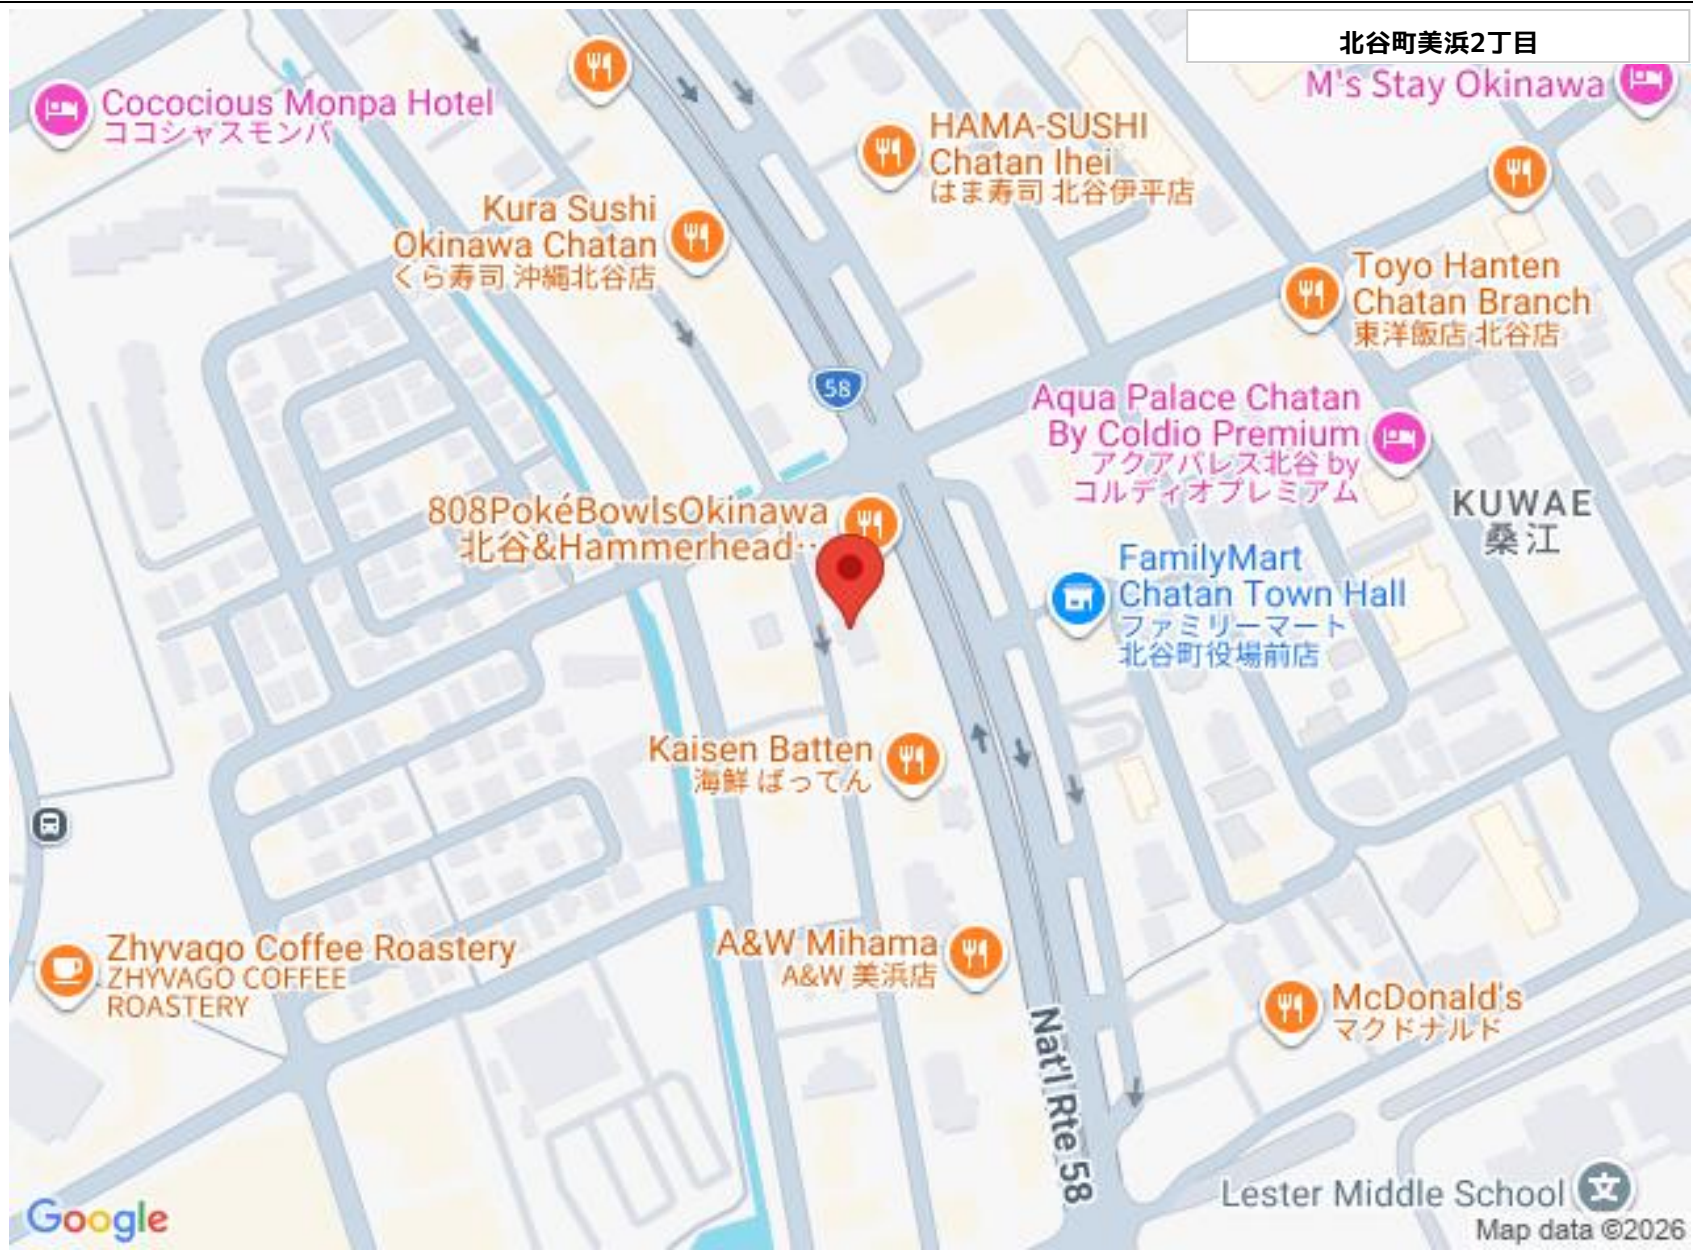 北谷町美浜2丁目
M's Stay Okinawa
Cococious Monpa Hotel
ココシャスモンパ
HAMA-SUSHI
Chatan Ihei
はま寿司 北谷伊平店
Kura Sushi
Okinawa Chatan
くら寿司 沖縄北谷店
Toyo Hanten
Chatan Branch
東洋飯店 北谷店
58
Aqua Palace Chatan
By Coldio Premium
アクアパレス北谷 by
コルディオプレミアム
KUWAE
桑江
808PokéBowlsOkinawa
北谷&Hammerhead…
FamilyMart
Chatan Town Hall
ファミリーマート
北谷町役場前店
Kaisen Batten
海鮮 ばってん
Zhyvago Coffee Roastery
ZHYVAGO COFFEE
ROASTERY
A&W Mihama
A&W 美浜店
McDonald's
マクドナルド
Nat'l Rte 58
Lester Middle School
文
Google
Map data ©2026